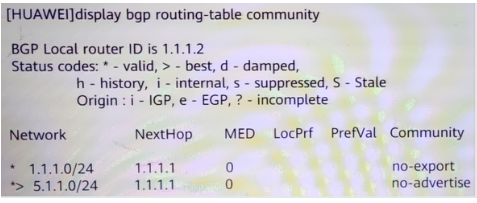 [HUAWEI]display bgp routing-table community
BGP Local router ID is 1.1.1.2
Status codes: * - valid, > - best, d - damped,
h - history, i - internal, s - suppressed, S - Stale
Origin : i - IGP, e - EGP, ? - incomplete
Network NextHop MED LocPrf PrefVal Community
* 1.1.1.0/24 1.1.1.1 0 no-export
*> 5.1.1.0/24 1.1.1.1 0 no-advertise